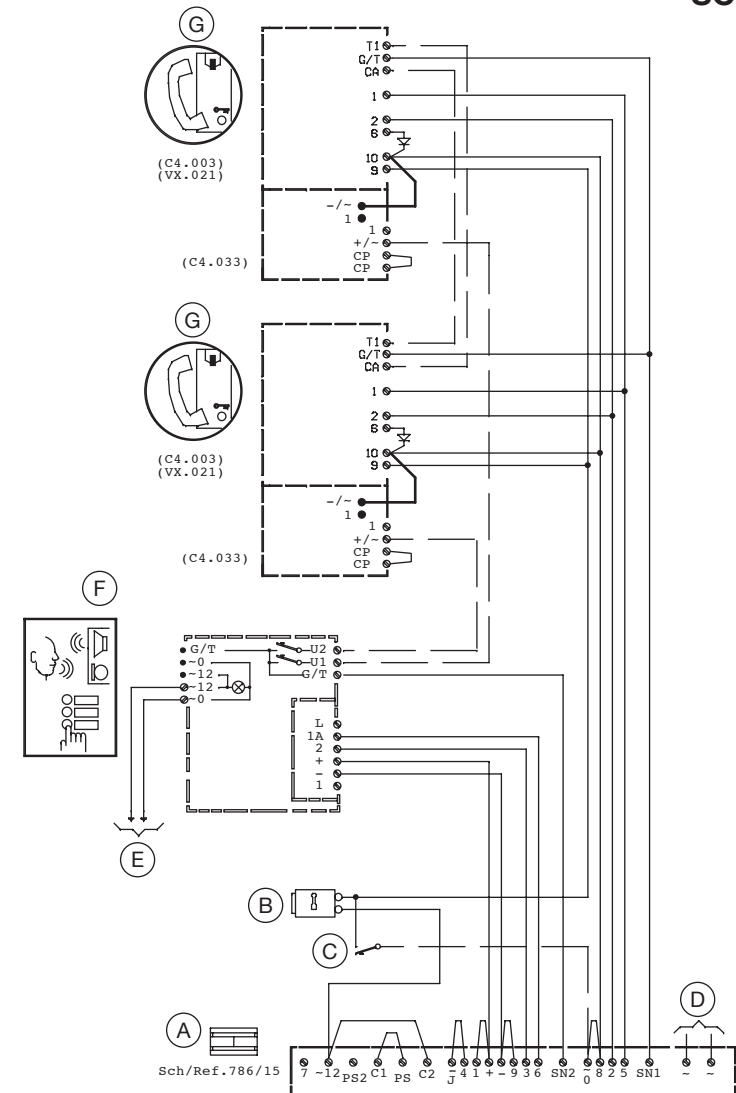 G
T1
G/T
CA
1
2
6
10
9
(C4.003)
(VX.021)
-/~
1
1
+/~
CP
CP
(C4.033)
G
T1
G/T
CA
1
2
6
10
9
(C4.003)
(VX.021)
-/~
1
1
+/~
CP
CP
(C4.033)
F
G/T U2
~0 U1
~12 G/T
~12
~0
L
1A
2
+
-
1
E
B
C
A
D
Sch/Ref.786/15
7 ~12 PS2 C1 PS C2 J 4 1 + - 9 3 6 SN2 ~0 8 2 5 SN1 ~ ~